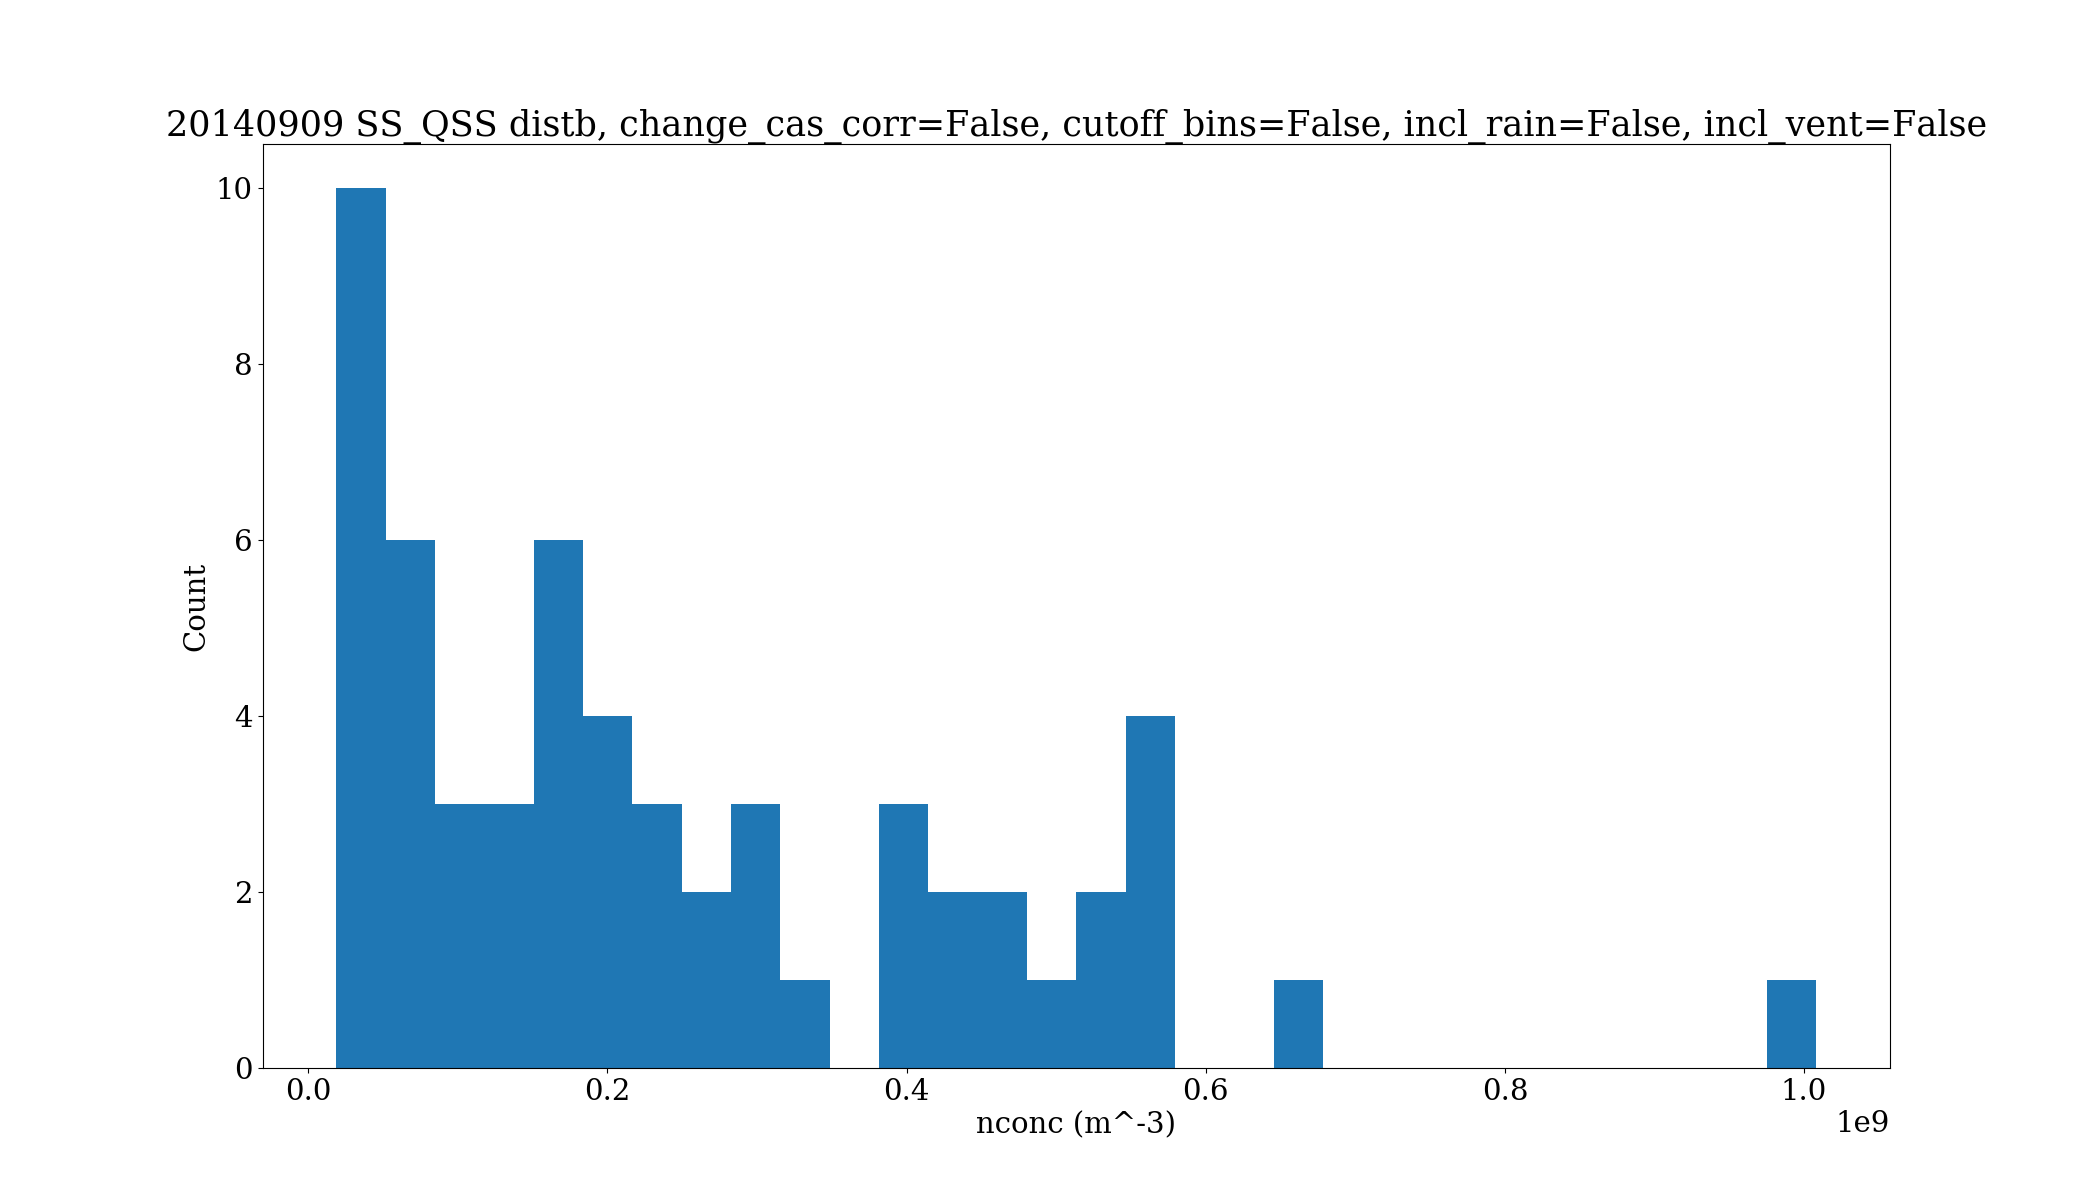 20140909 SS_QSS distb, change_cas_corr=False, cutoff_bins=False, incl_rain=False, incl_vent=False
10
8
6
4
2
0
Count
0.0 0.2 0.4 0.6 0.8 1.0
nconc (m^-3)
1e9